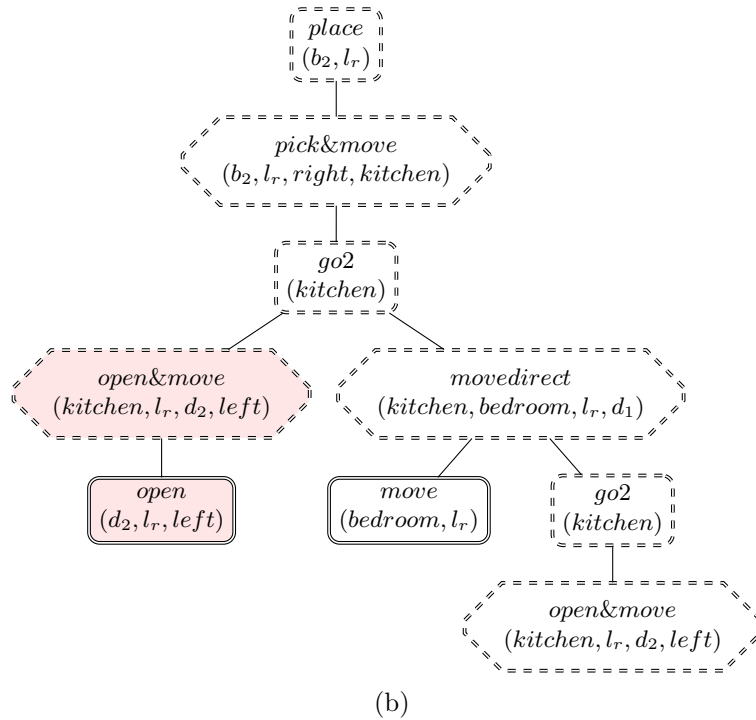 place
(b₂, lᵣ)
pick&move
(b₂, lᵣ, right, kitchen)
go2
(kitchen)
open&move
(kitchen, lᵣ, d₂, left)
movedirect
(kitchen, bedroom, lᵣ, d₁)
open
(d₂, lᵣ, left)
move
(bedroom, lᵣ)
go2
(kitchen)
open&move
(kitchen, lᵣ, d₂, left)
(b)